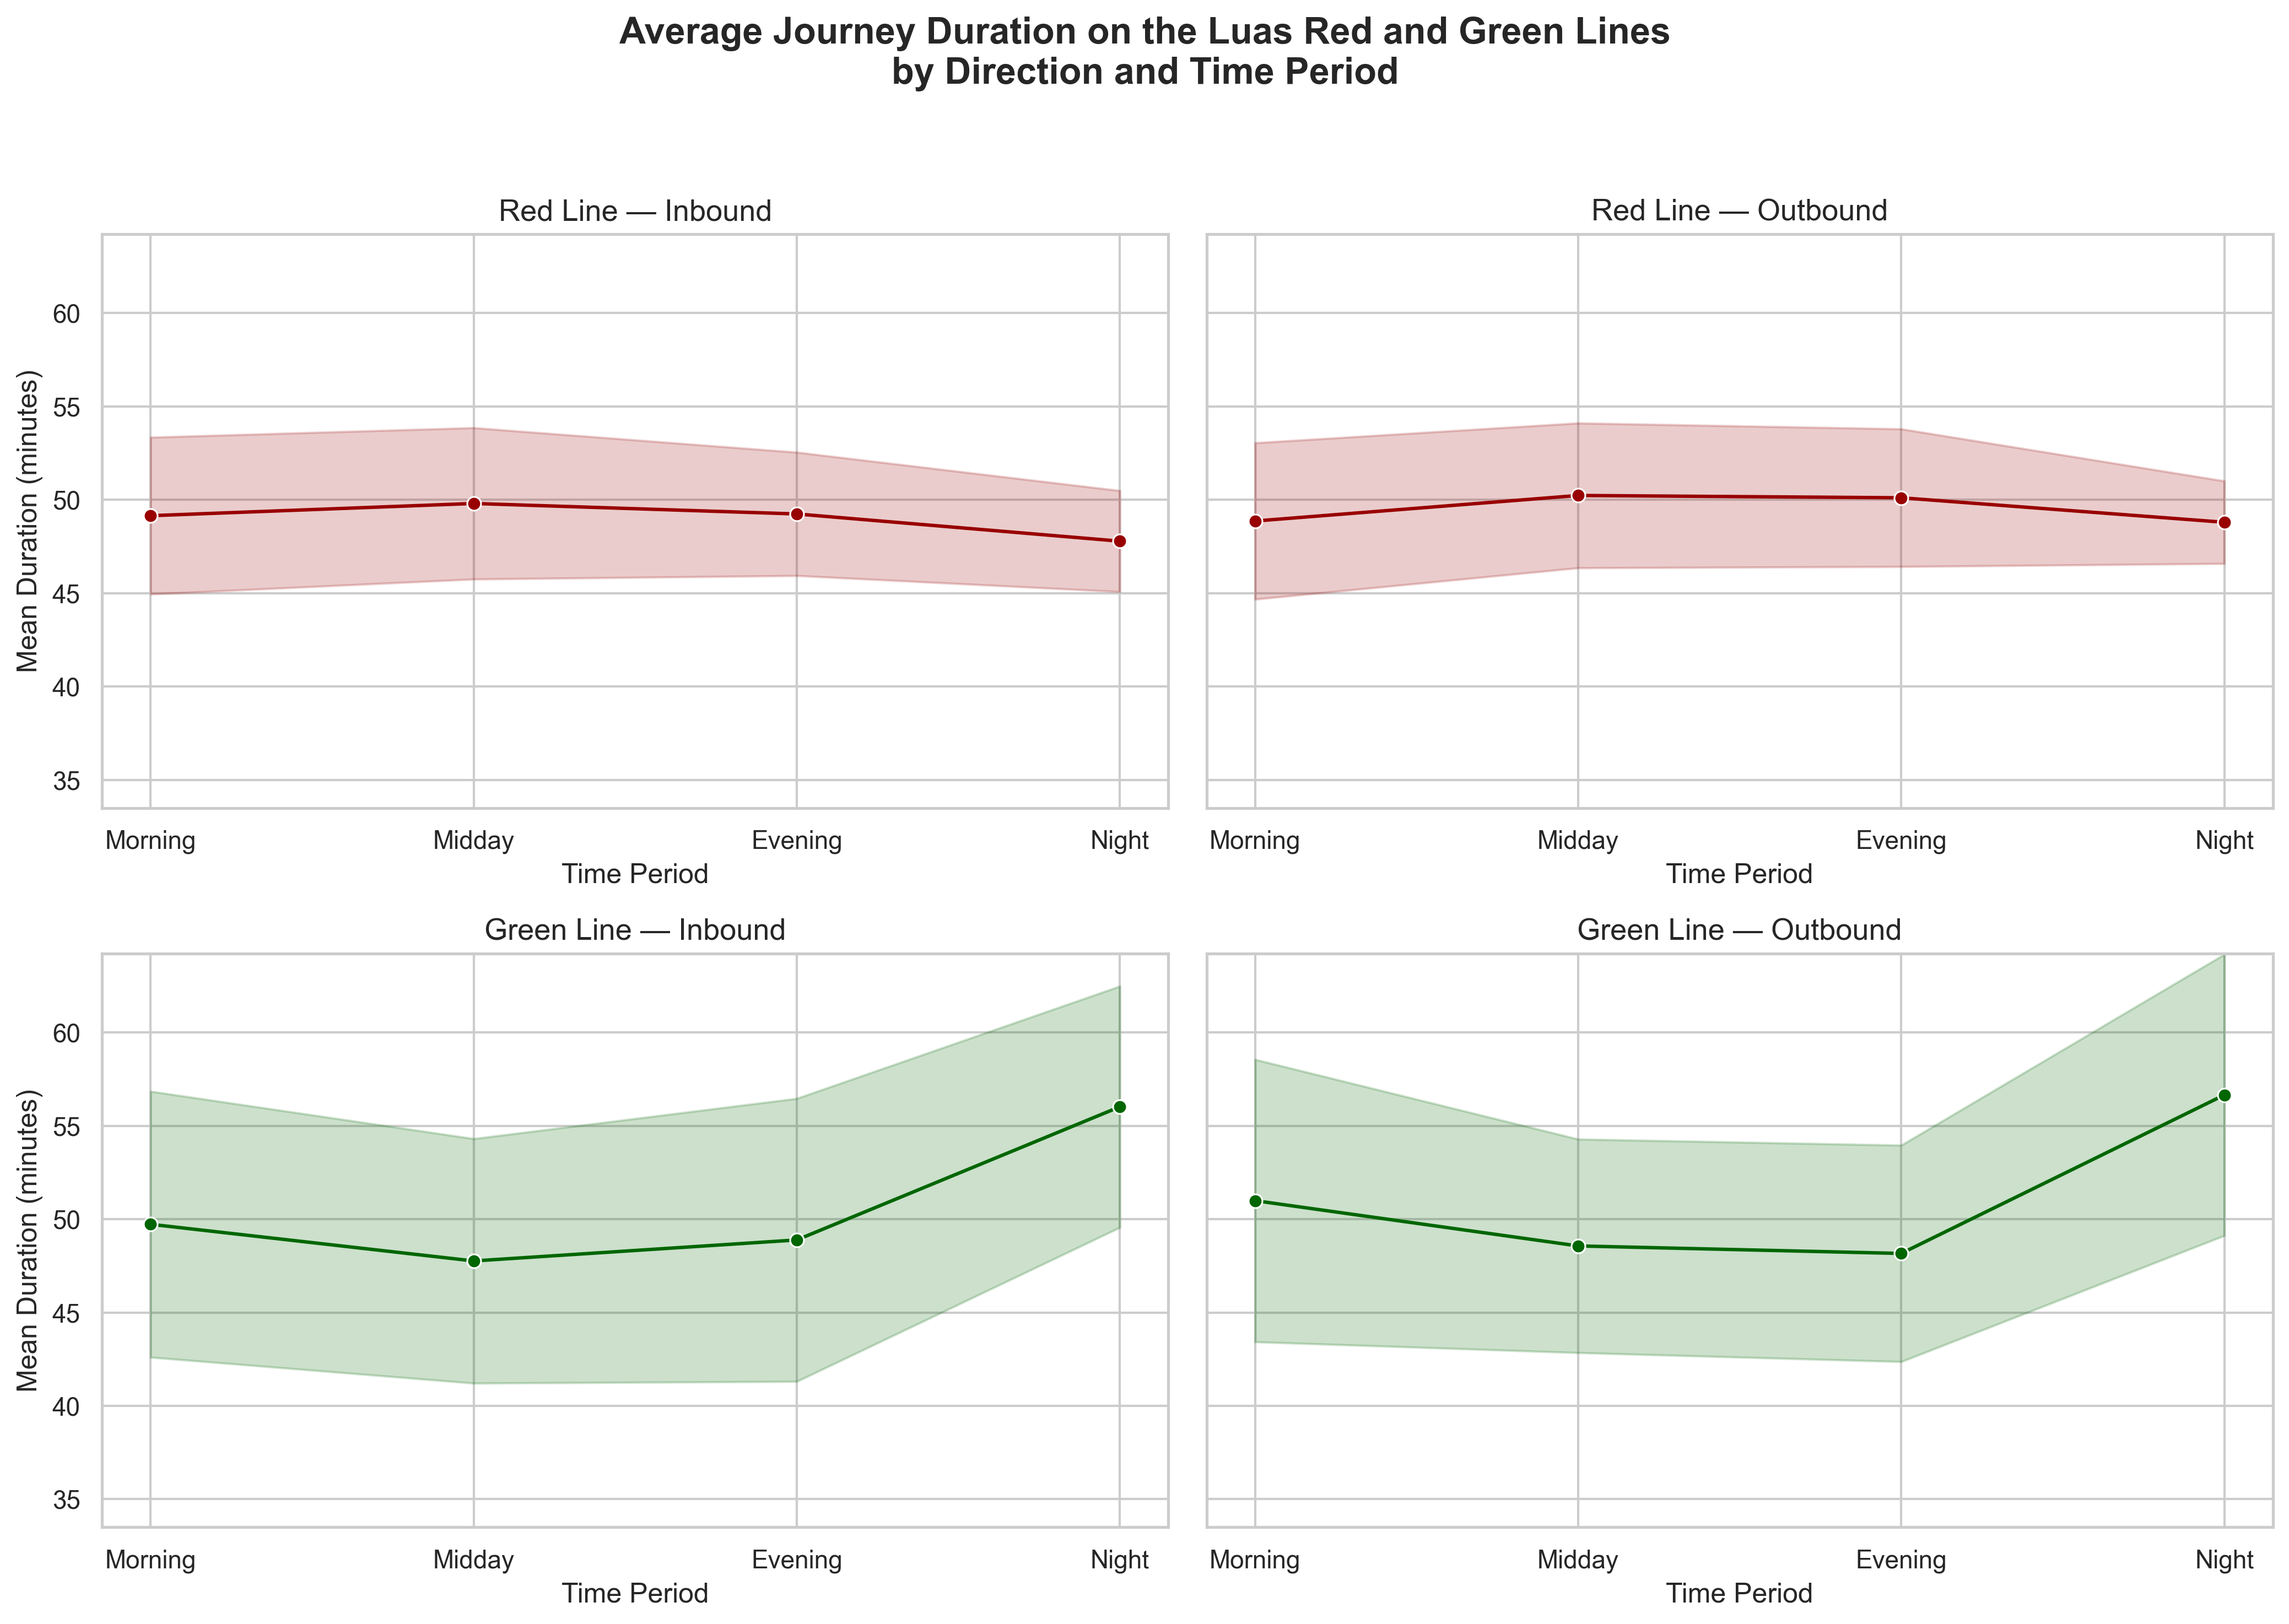 Average Journey Duration on the Luas Red and Green Lines
by Direction and Time Period
Red Line — Inbound
Mean Duration (minutes)
60
55
50
45
40
35
Morning Midday Evening Night
Time Period
Red Line — Outbound
Morning Midday Evening Night
Time Period
Green Line — Inbound
Mean Duration (minutes)
60
55
50
45
40
35
Morning Midday Evening Night
Time Period
Green Line — Outbound
Morning Midday Evening Night
Time Period